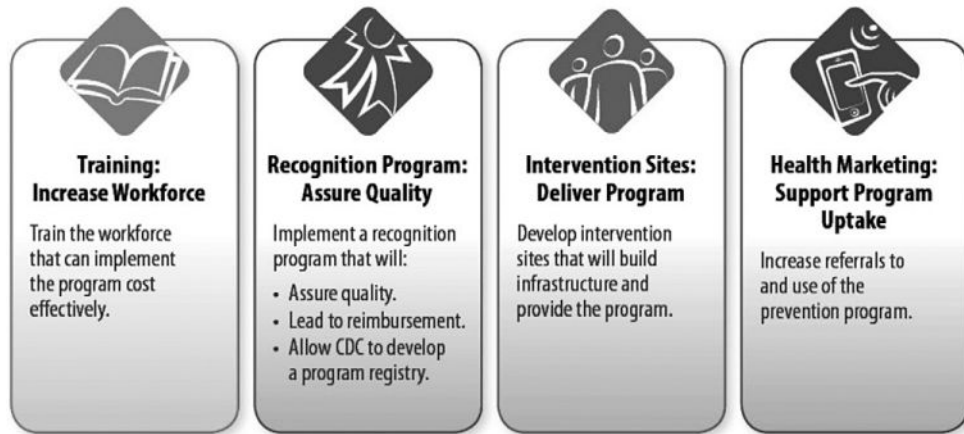 Training:
Increase Workforce
Train the workforce
that can implement
the program cost
effectively.
Recognition Program:
Assure Quality
Implement a recognition
program that will:
• Assure quality.
• Lead to reimbursement.
• Allow CDC to develop
a program registry.
Intervention Sites:
Deliver Program
Develop intervention
sites that will build
infrastructure and
provide the program.
Health Marketing:
Support Program
Uptake
Increase referrals to
and use of the
prevention program.